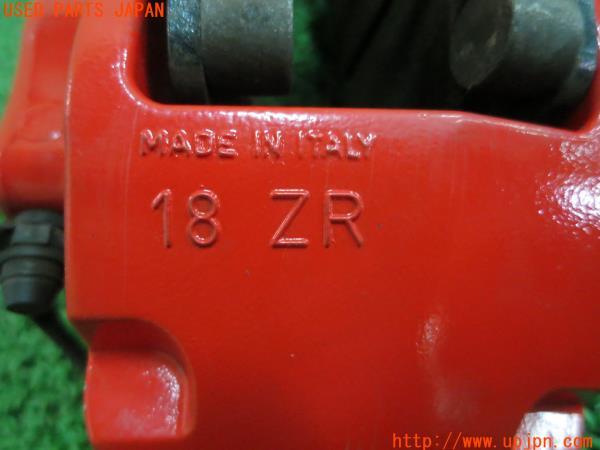 USED PARTS JAPAN
MADE IN ITALY
18 ZR
http://www.upjpn.com/